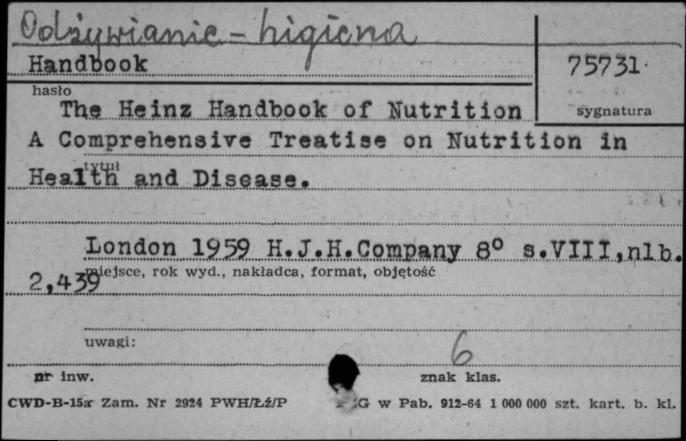 Odżywianie - higiena
Handbook
75731
hasło
sygnatura
The Heinz Handbook of Nutrition
A Comprehensive Treatise on Nutrition in
tytuł
Health and Disease.
London 1959 H.J.H.Company 8° s.VIII,nlb.
miejsce, rok wyd., nakładca, format, objętość
2,439
uwagi:
6
nr inw.
znak klas.
CWD-B-15a Zam. Nr 2924 PWH/Łź/P
G w Pab. 912-64 1 000 000 szt. kart. b. kl.